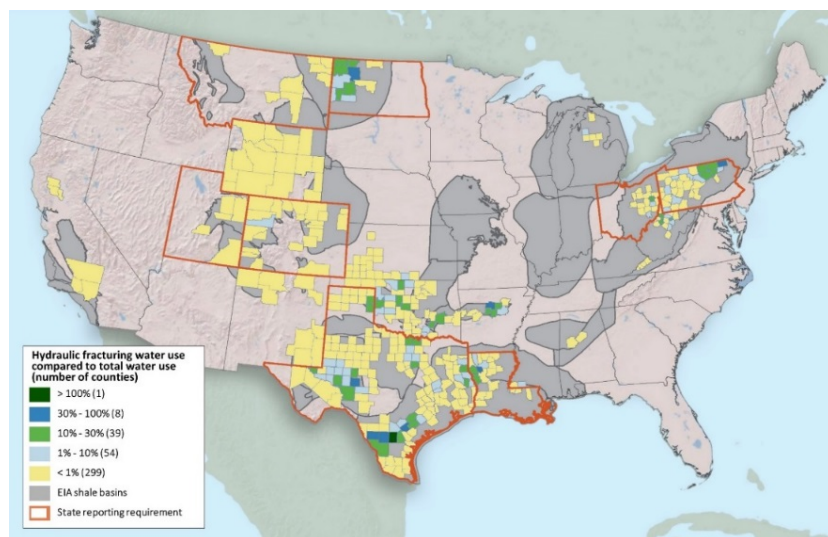 Hydraulic fracturing water use
compared to total water use
(number of counties)
> 100% (1)
30% - 100% (8)
10% - 30% (39)
1% - 10% (54)
< 1% (299)
EIA shale basins
State reporting requirement